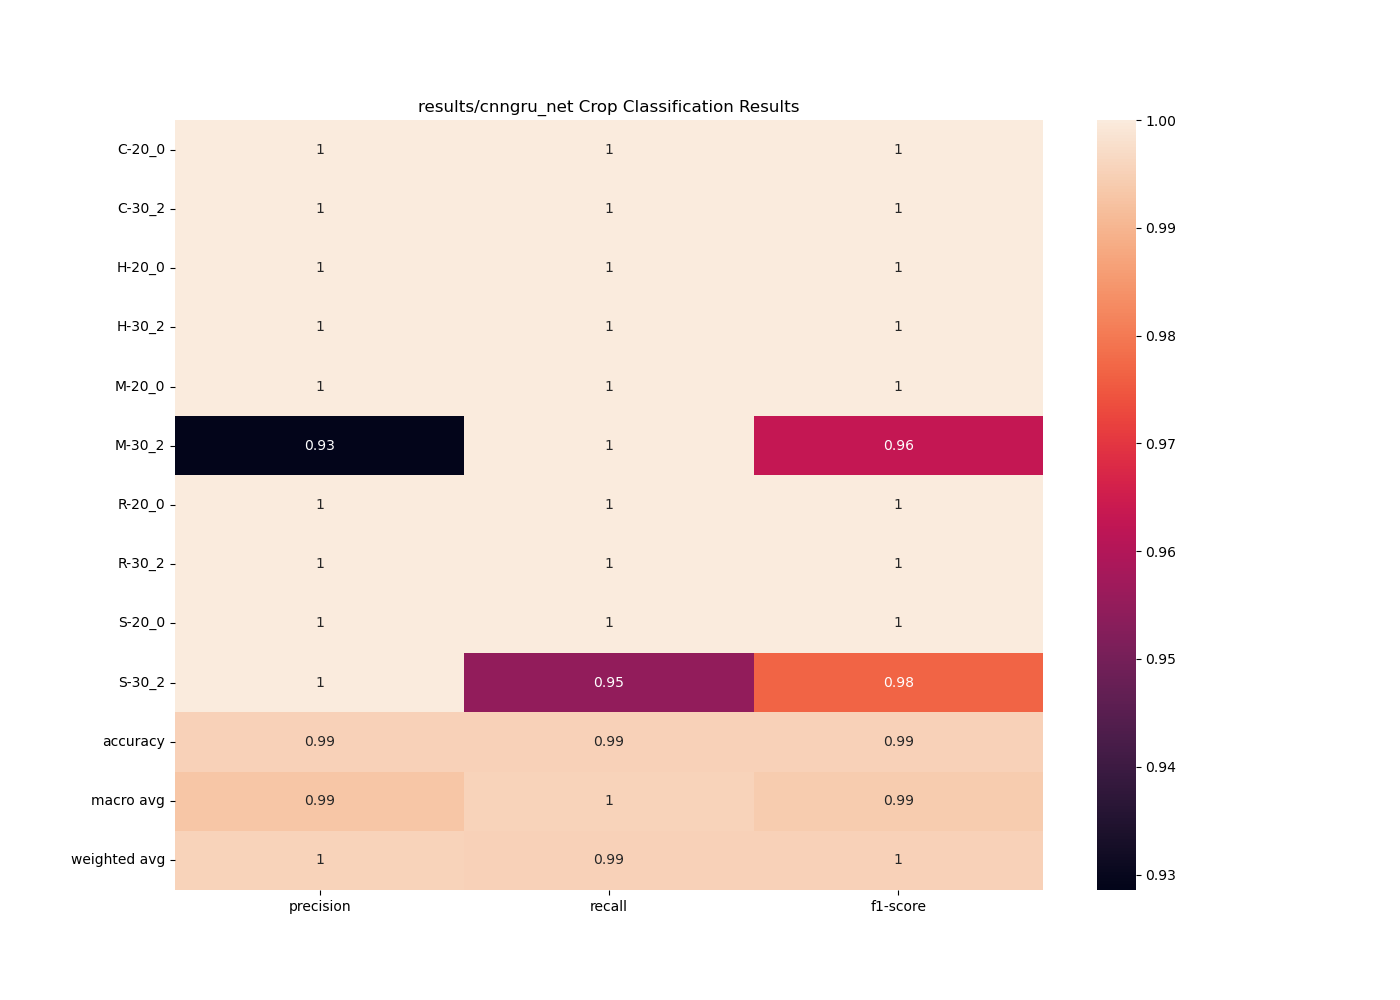 results/cnngru_net Crop Classification Results
C-20_0 1 1 1
C-30_2 1 1 1
H-20_0 1 1 1
H-30_2 1 1 1
M-20_0 1 1 1
M-30_2 0.93 1 0.96
R-20_0 1 1 1
R-30_2 1 1 1
S-20_0 1 1 1
S-30_2 1 0.95 0.98
accuracy 0.99 0.99 0.99
macro avg 0.99 1 0.99
weighted avg 1 0.99 1
precision recall f1-score
1.00
0.99
0.98
0.97
0.96
0.95
0.94
0.93